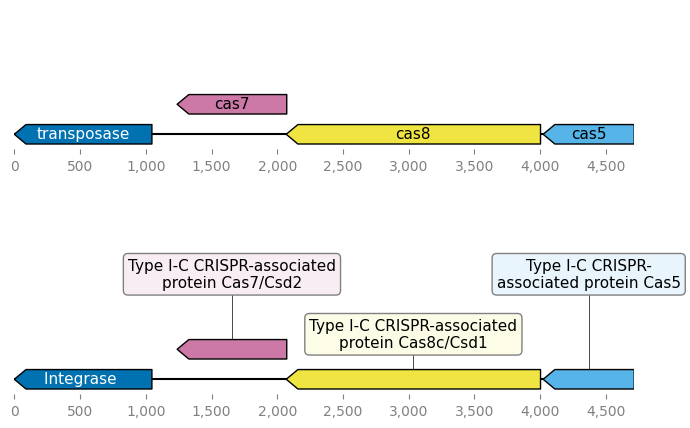 cas7
transposase cas8 cas5
0 500 1,000 1,500 2,000 2,500 3,000 3,500 4,000 4,500
Type I-C CRISPR-associated
protein Cas7/Csd2
Type I-C CRISPR-
associated protein Cas5
Type I-C CRISPR-associated
protein Cas8c/Csd1
Integrase
0 500 1,000 1,500 2,000 2,500 3,000 3,500 4,000 4,500